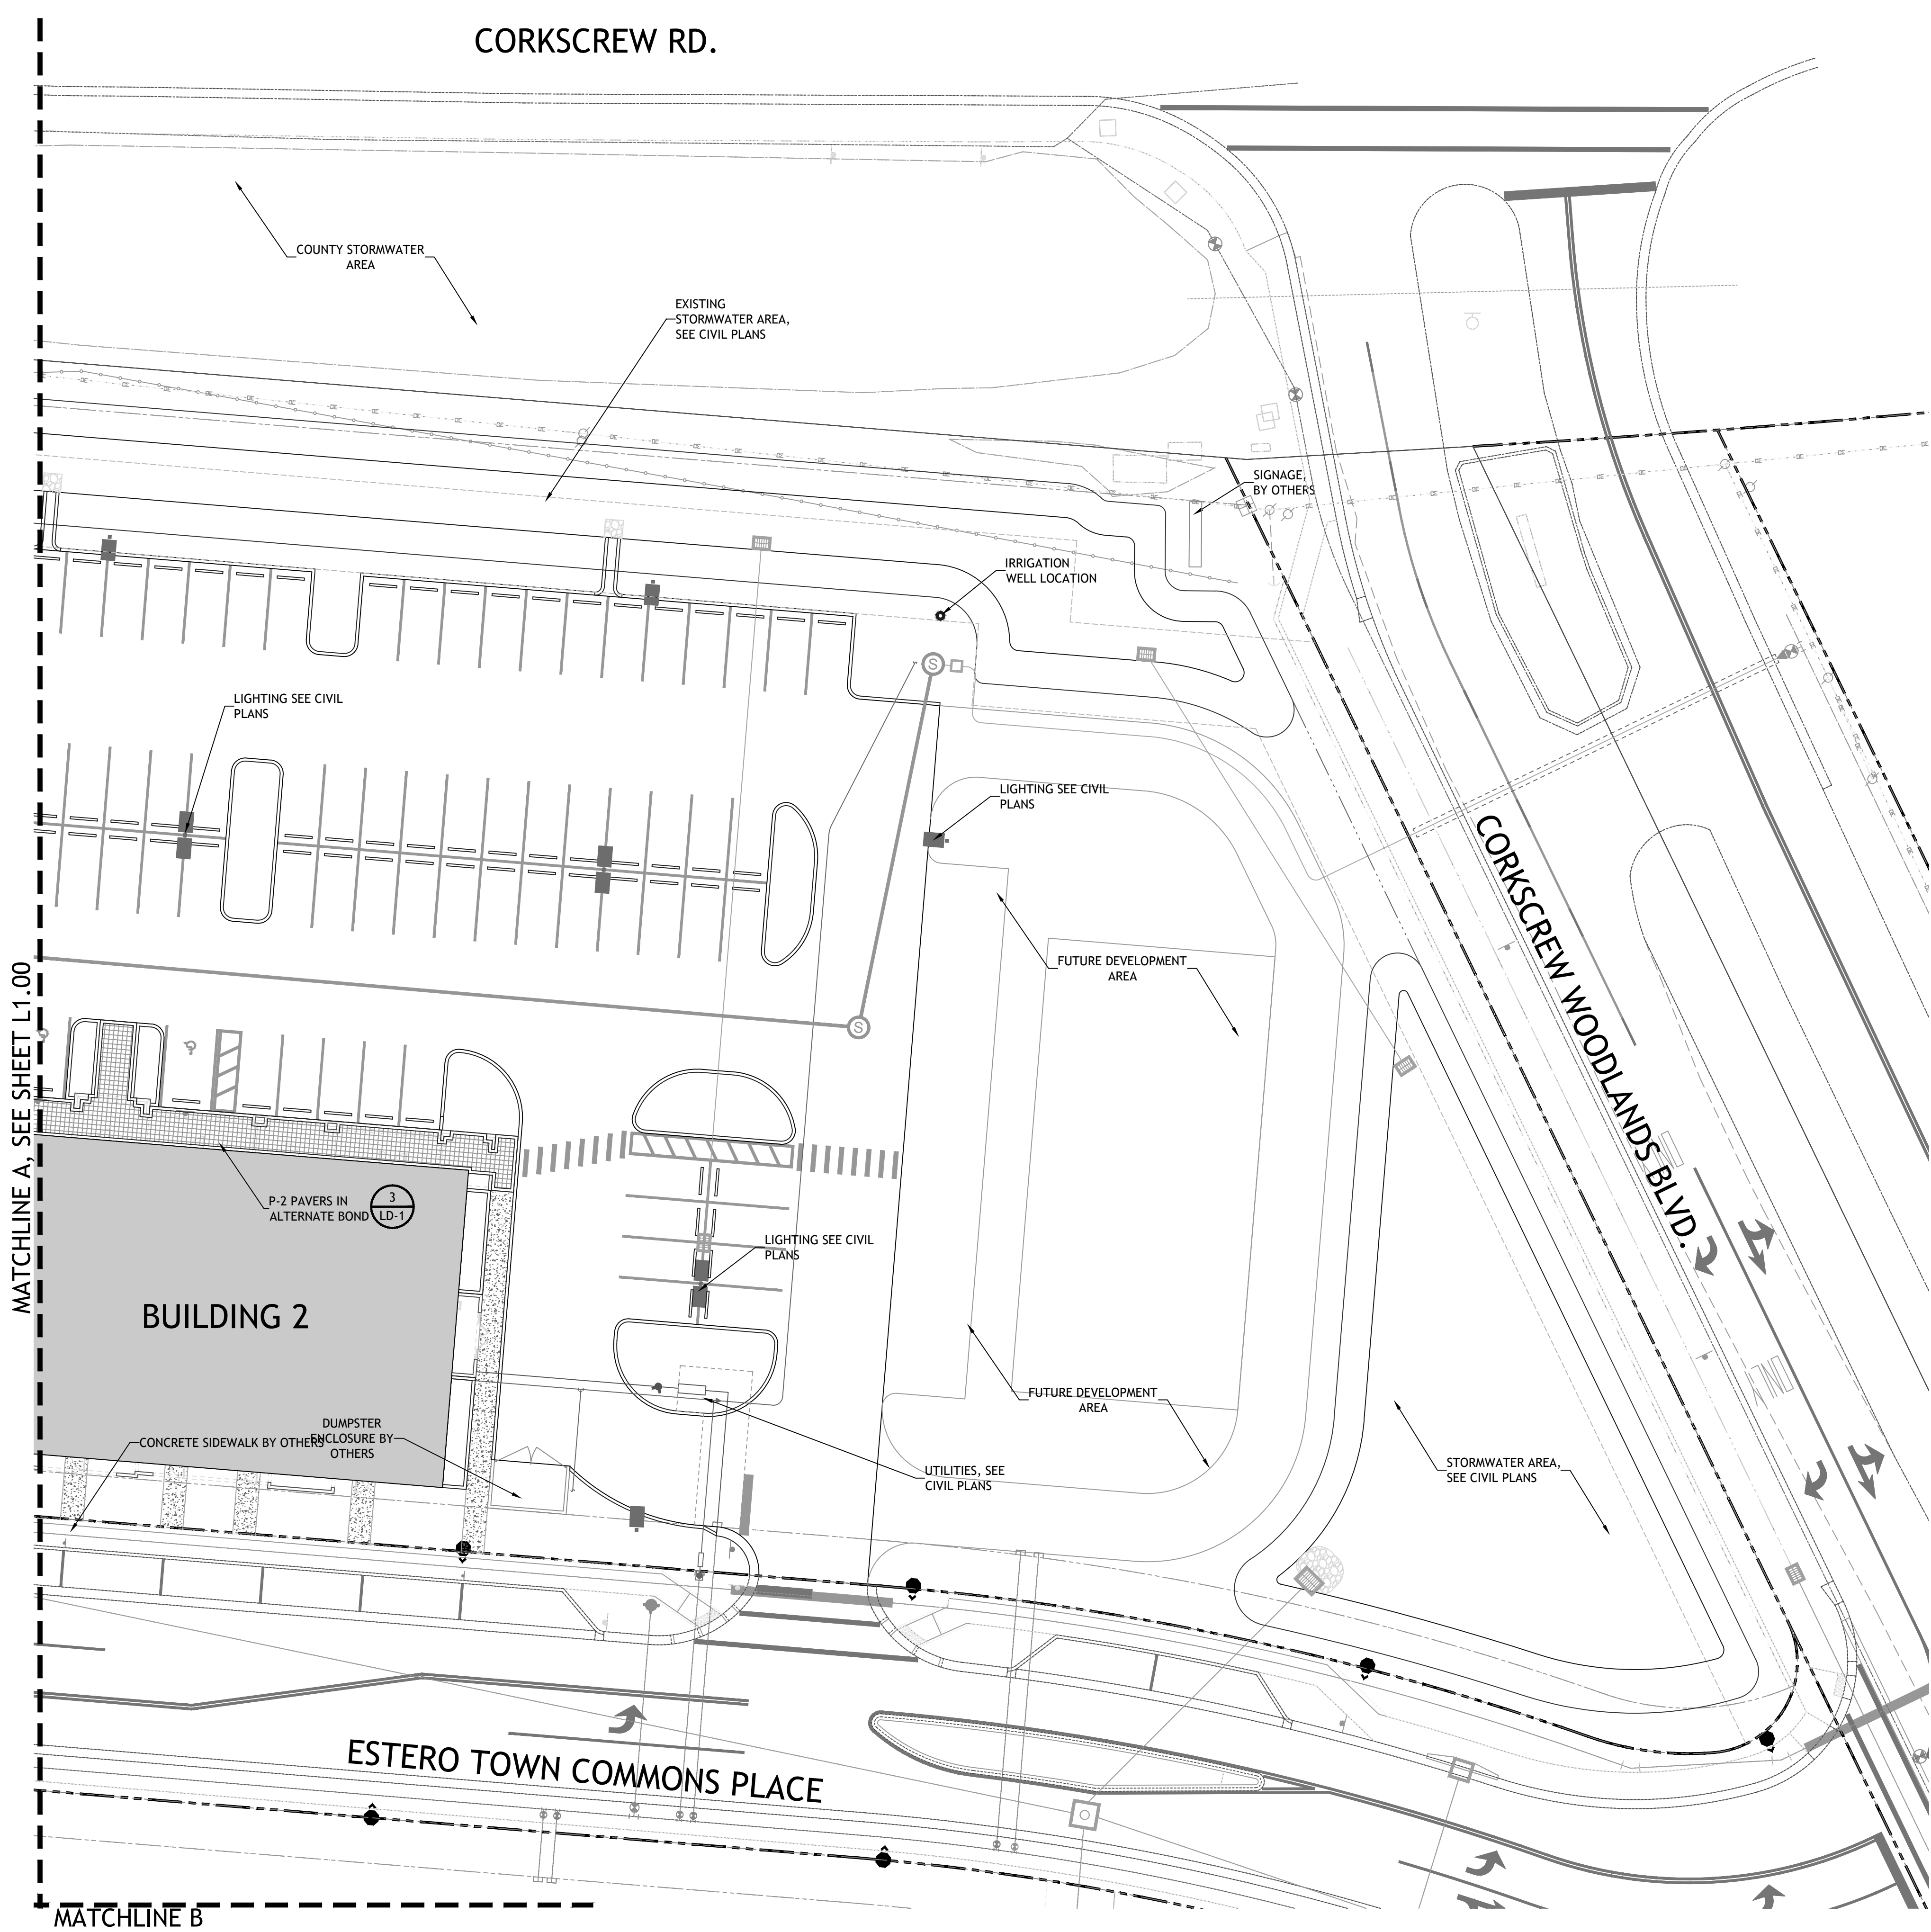 CORKSCREW RD.
COUNTY STORMWATER
AREA
EXISTING
STORMWATER AREA,
SEE CIVIL PLANS
SIGNAGE,
BY OTHERS
IRRIGATION
WELL LOCATION
LIGHTING SEE CIVIL
PLANS
LIGHTING SEE CIVIL
PLANS
S
CORKSCREW WOODLANDS BLVD.
FUTURE DEVELOPMENT
AREA
S
MATCHLINE A, SEE SHEET L1.00
P-2 PAVERS IN
ALTERNATE BOND
3
LD-1
LIGHTING SEE CIVIL
PLANS
BUILDING 2
FUTURE DEVELOPMENT
AREA
CONCRETE SIDEWALK BY OTHERS
DUMPSTER
ENCLOSURE BY
OTHERS
UTILITIES, SEE
CIVIL PLANS
STORMWATER AREA,
SEE CIVIL PLANS
ESTERO TOWN COMMONS PLACE
MATCHLINE B